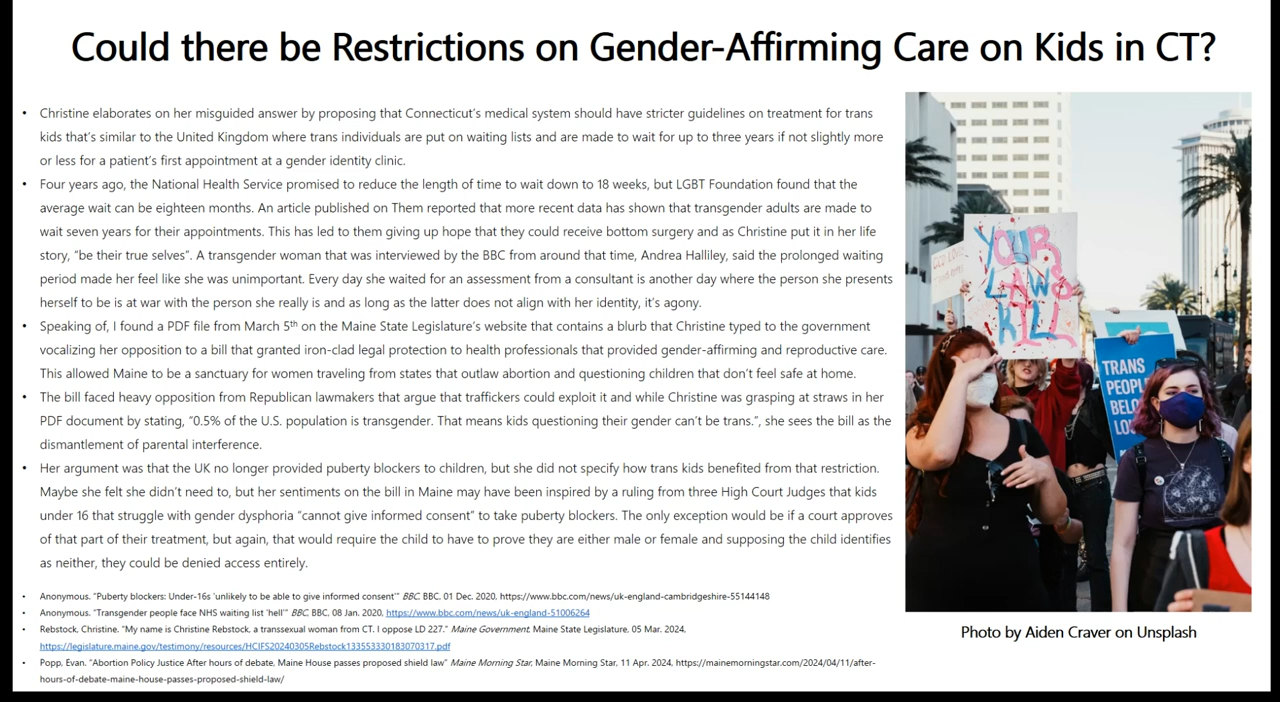 Could there be Restrictions on Gender-Affirming Care on Kids in CT?
• Christine elaborates on her misguided answer by proposing that Connecticut's medical system should have stricter guidelines on treatment for trans
kids that's similar to the United Kingdom where trans individuals are put on waiting lists and are made to wait for up to three years if not slightly more
or less for a patient's first appointment at a gender identity clinic.
• Four years ago, the National Health Service promised to reduce the length of time to wait down to 18 weeks, but LGBT Foundation found that the
average wait can be eighteen months. An article published on Them reported that more recent data has shown that transgender adults are made to
wait seven years for their appointments. This has led to them giving up hope that they could receive bottom surgery and as Christine put it in her life
story, "be their true selves". A transgender woman that was interviewed by the BBC from around that time, Andrea Halliley, said the prolonged waiting
period made her feel like she was unimportant. Every day she waited for an assessment from a consultant is another day where the person she presents
herself to be is at war with the person she really is and as long as the latter does not align with her identity, it's agony.
• Speaking of, I found a PDF file from March 5th on the Maine State Legislature's website that contains a blurb that Christine typed to the government
vocalizing her opposition to a bill that granted iron-clad legal protection to health professionals that provided gender-affirming and reproductive care.
This allowed Maine to be a sanctuary for women traveling from states that outlaw abortion and questioning children that don't feel safe at home.
• The bill faced heavy opposition from Republican lawmakers that argue that traffickers could exploit it and while Christine was grasping at straws in her
PDF document by stating, "0.5% of the U.S. population is transgender. That means kids questioning their gender can't be trans.", she sees the bill as the
dismantlement of parental interference.
• Her argument was that the UK no longer provided puberty blockers to children, but she did not specify how trans kids benefited from that restriction.
Maybe she felt she didn't need to, but her sentiments on the bill in Maine may have been inspired by a ruling from three High Court Judges that kids
under 16 that struggle with gender dysphoria "cannot give informed consent" to take puberty blockers. The only exception would be if a court approves
of that part of their treatment, but again, that would require the child to have to prove they are either male or female and supposing the child identifies
as neither, they could be denied access entirely.
• Anonymous. "Puberty blockers: Under-16s 'unlikely to be able to give informed consent'" BBC. BBC, 01 Dec. 2020, https://www.bbc.com/news/uk-england-cambridgeshire-55144148
• Anonymous. "Transgender people face NHS waiting list 'hell'" BBC. BBC, 08 Jan. 2020, https://www.bbc.com/news/uk-england-51006264
• Rebstock, Christine. "My name is Christine Rebstock, a transsexual woman from CT. I oppose LD 227." Maine Government. Maine State Legislature, 05 Mar. 2024,
https://legislature.maine.gov/testimony/resources/HCIFS20240305Rebstock133553330183070317.pdf
• Popp, Evan. "Abortion Policy Justice After hours of debate, Maine House passes proposed shield law" Maine Morning Star, Maine Morning Star, 11 Apr. 2024, https://mainemorningstar.com/2024/04/11/after-
hours-of-debate-maine-house-passes-proposed-shield-law/
YOUR
LAWS
KILL
TRANS
PEOPL
BELO
Photo by Aiden Craver on Unsplash